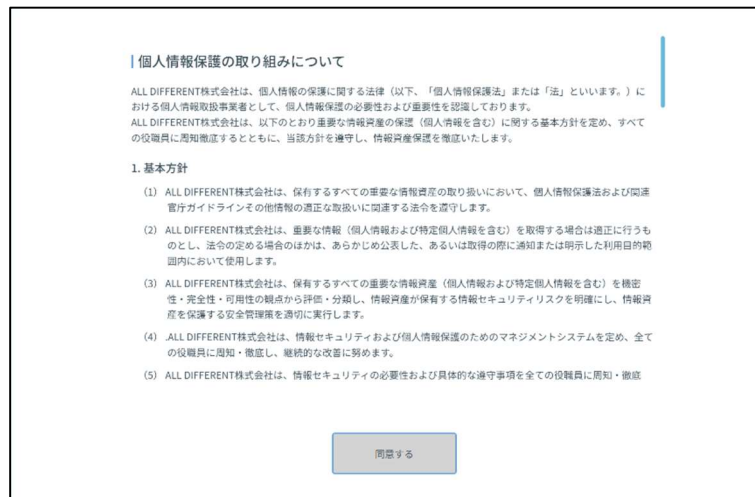 個人情報保護の取り組みについて
ALL DIFFERENT株式会社は、個人情報の保護に関する法律（以下、「個人情報保護法」または「法」といいます。）に
おける個人情報取扱事業者として、個人情報保護の必要性および重要性を認識しております。
ALL DIFFERENT株式会社は、以下のとおり重要な情報資産の保護（個人情報を含む）に関する基本方針を定め、すべて
の役職員に周知徹底するとともに、当該方針を遵守し、情報資産保護を徹底いたします。
1. 基本方針
（1） ALL DIFFERENT株式会社は、保有するすべての重要な情報資産の取り扱いにおいて、個人情報保護法および関連
官庁ガイドラインその他情報の適正な取扱いに関連する法令を遵守します。
（2） ALL DIFFERENT株式会社は、重要な情報（個人情報および特定個人情報を含む）を取得する場合は適正に行うも
のとし、法令の定める場合のほかは、あらかじめ公表した、あるいは取得の際に通知または明示した利用目的範
囲内において使用します。
（3） ALL DIFFERENT株式会社は、保有するすべての重要な情報資産（個人情報および特定個人情報を含む）を機密
性・完全性・可用性の観点から評価・分類し、情報資産が保有する情報セキュリティリスクを明確にし、情報資
産を保護する安全管理策を適切に実行します。
（4） .ALL DIFFERENT株式会社は、情報セキュリティおよび個人情報保護のためのマネジメントシステムを定め、全て
の役職員に周知・徹底し、継続的な改善に努めます。
（5） ALL DIFFERENT株式会社は、情報セキュリティの必要性および具体的な遵守事項を全ての役職員に周知・徹底
同意する